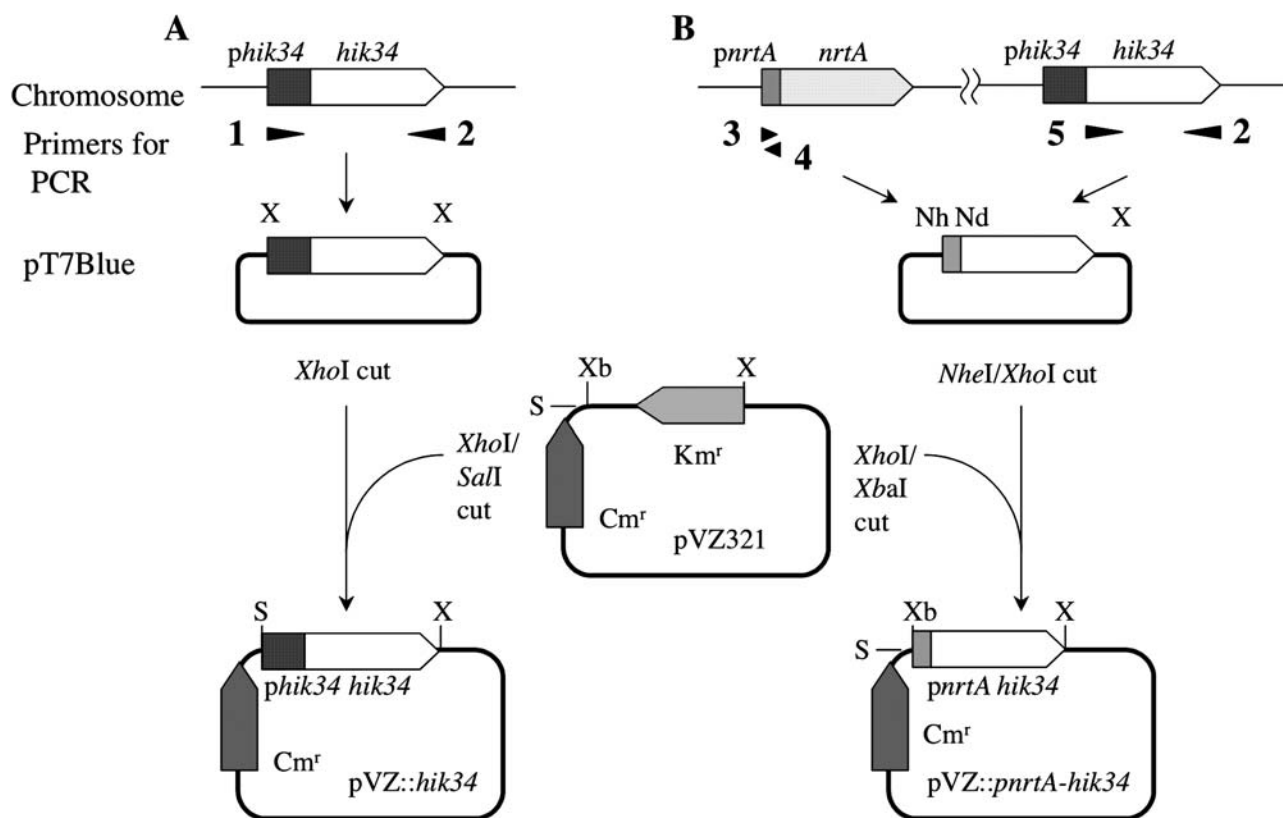 A
phik34 hik34
Chromosome
Primers for
PCR
1 2
X X
pT7Blue
XhoI cut
XhoI/
SalI
cut
S X
phik34 hik34
Cmʳ
pVZ::hik34
Xb X
S
Kmʳ
Cmʳ
pVZ321
B
pnrtA nrtA phik34 hik34
3 4 5 2
Nh Nd X
NheI/XhoI cut
XhoI/
XbaI
cut
Xb X
S
pnrtA hik34
Cmʳ
pVZ::pnrtA-hik34